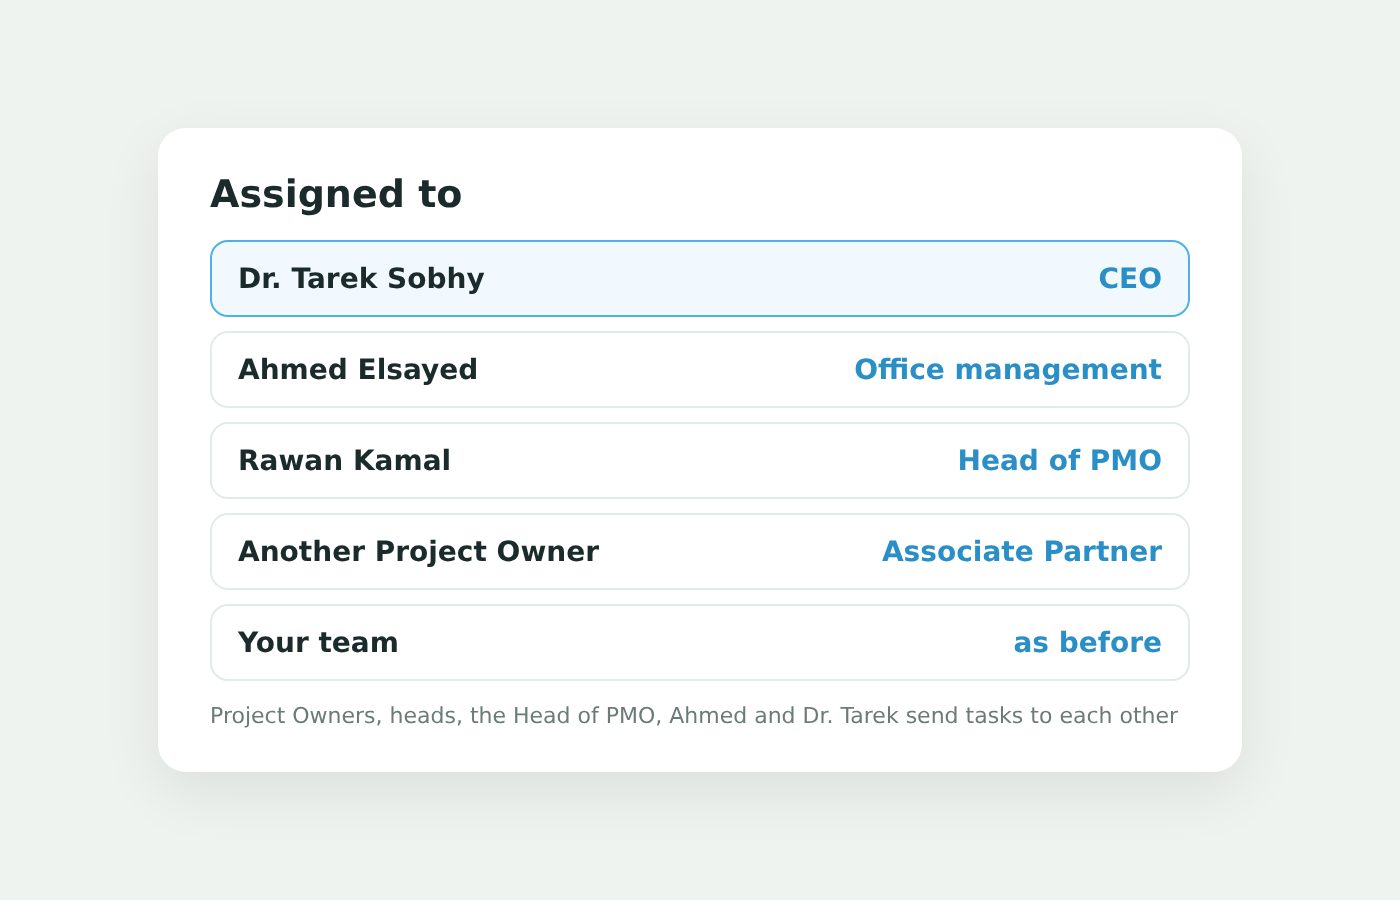 Assigned to
Dr. Tarek Sobhy CEO
Ahmed Elsayed Office management
Rawan Kamal Head of PMO
Another Project Owner Associate Partner
Your team as before
Project Owners, heads, the Head of PMO, Ahmed and Dr. Tarek send tasks to each other